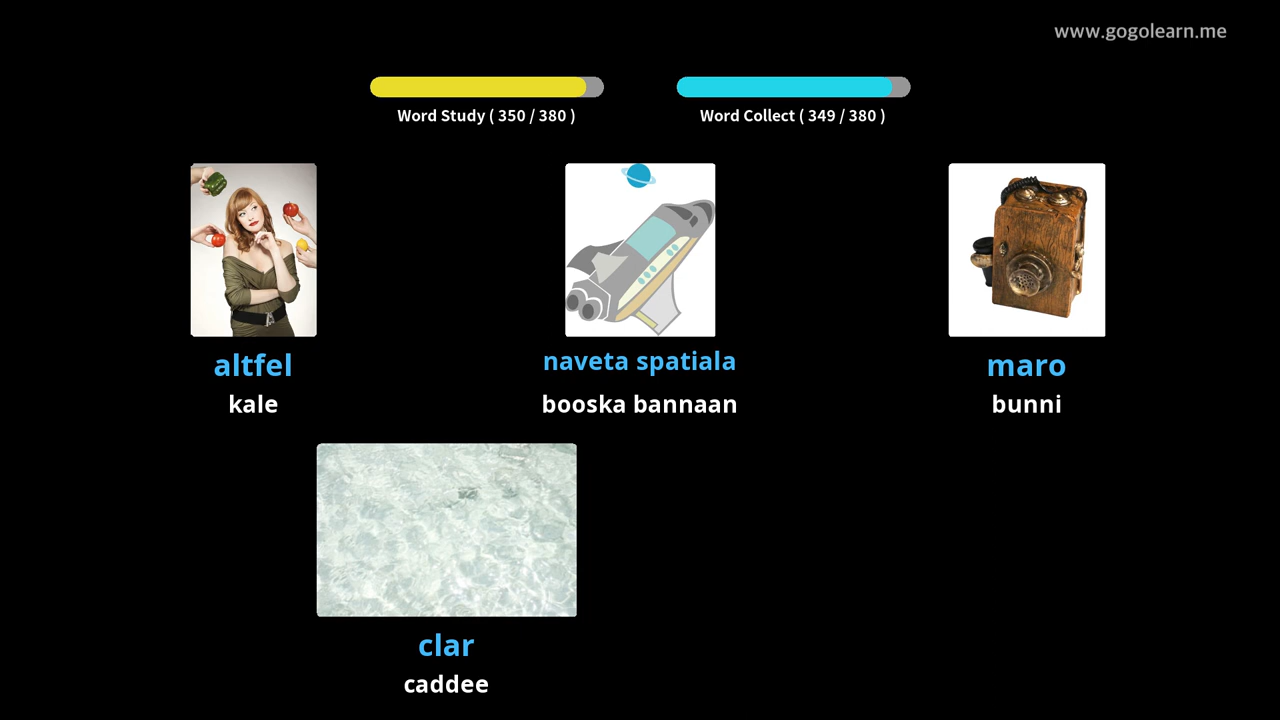 www.gogolearn.me
Word Study ( 350 / 380 )
Word Collect ( 349 / 380 )
altfel
kale
naveta spatiala
booska bannaan
maro
bunni
clar
caddee